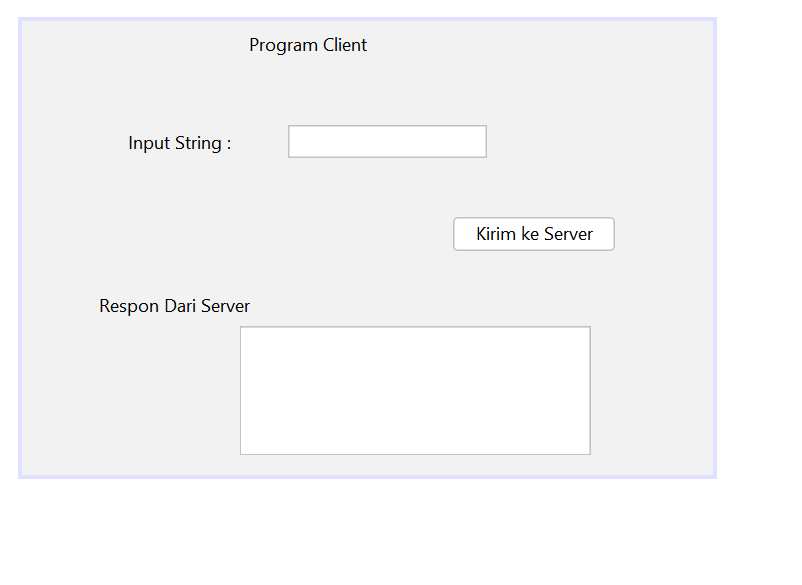 Program Client
Input String :
Kirim ke Server
Respon Dari Server